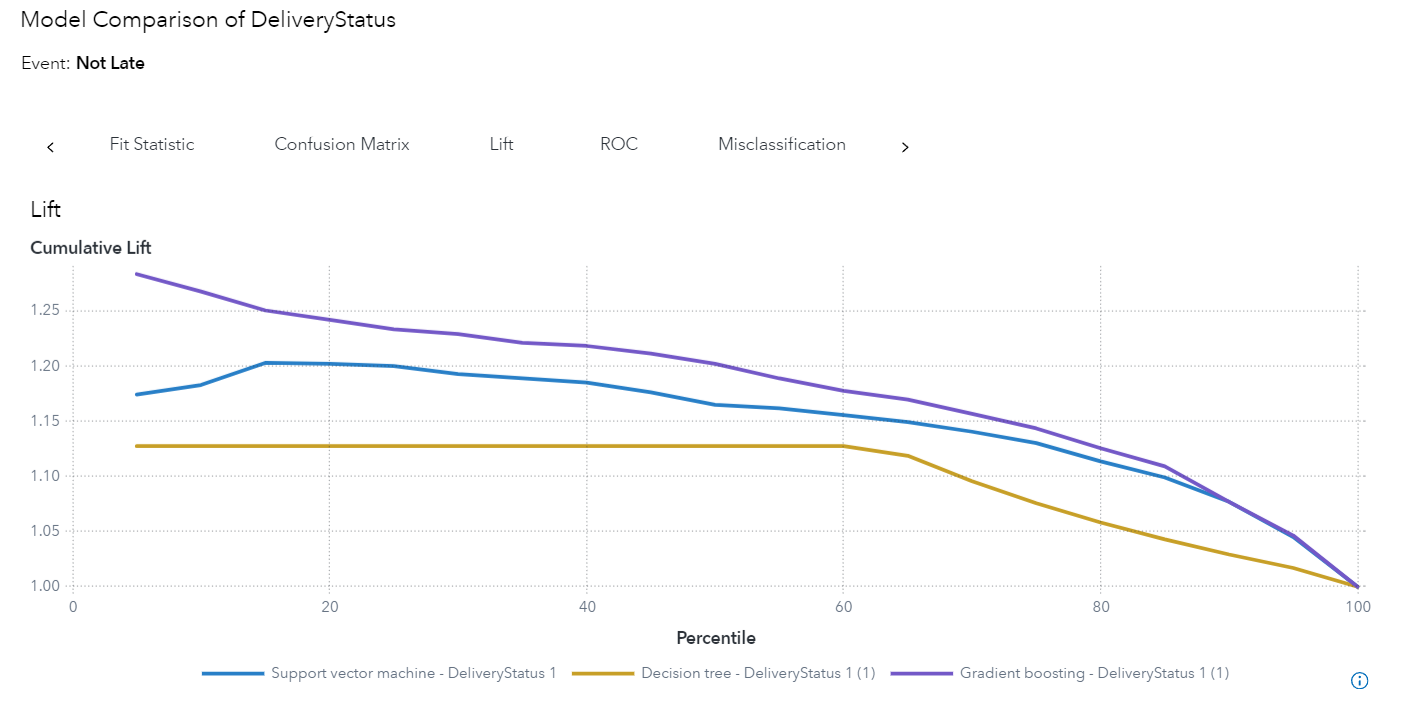 Model Comparison of DeliveryStatus
Event: Not Late
Fit Statistic Confusion Matrix Lift ROC Misclassification
Lift
Cumulative Lift
1.25
1.20
1.15
1.10
1.05
1.00
0 20 40 60 80 100
Percentile
Support vector machine - DeliveryStatus 1 Decision tree - DeliveryStatus 1 (1) Gradient boosting - DeliveryStatus 1 (1)